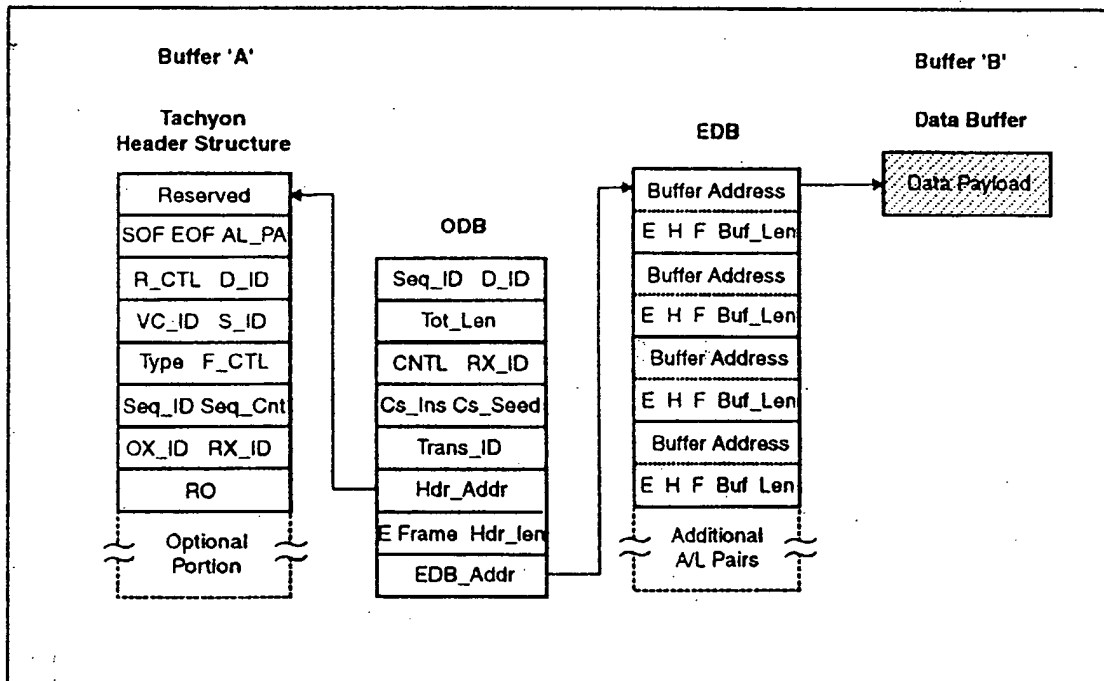 Buffer 'A'
Tachyon
Header Structure
Reserved
SOF EOF AL_PA
R_CTL D_ID
VC_ID S_ID
Type F_CTL
Seq_ID Seq_Cnt
OX_ID RX_ID
RO
Optional
Portion
ODB
Seq_ID D_ID
Tot_Len
CNTL RX_ID
Cs_Ins Cs_Seed
Trans_ID
Hdr_Addr
E Frame Hdr_len
EDB_Addr
EDB
Buffer Address
E H F Buf_Len
Buffer Address
E H F Buf_Len
Buffer Address
E H F Buf_Len
Buffer Address
E H F Buf Len
Additional
A/L Pairs
Buffer 'B'
Data Buffer
Data Payload